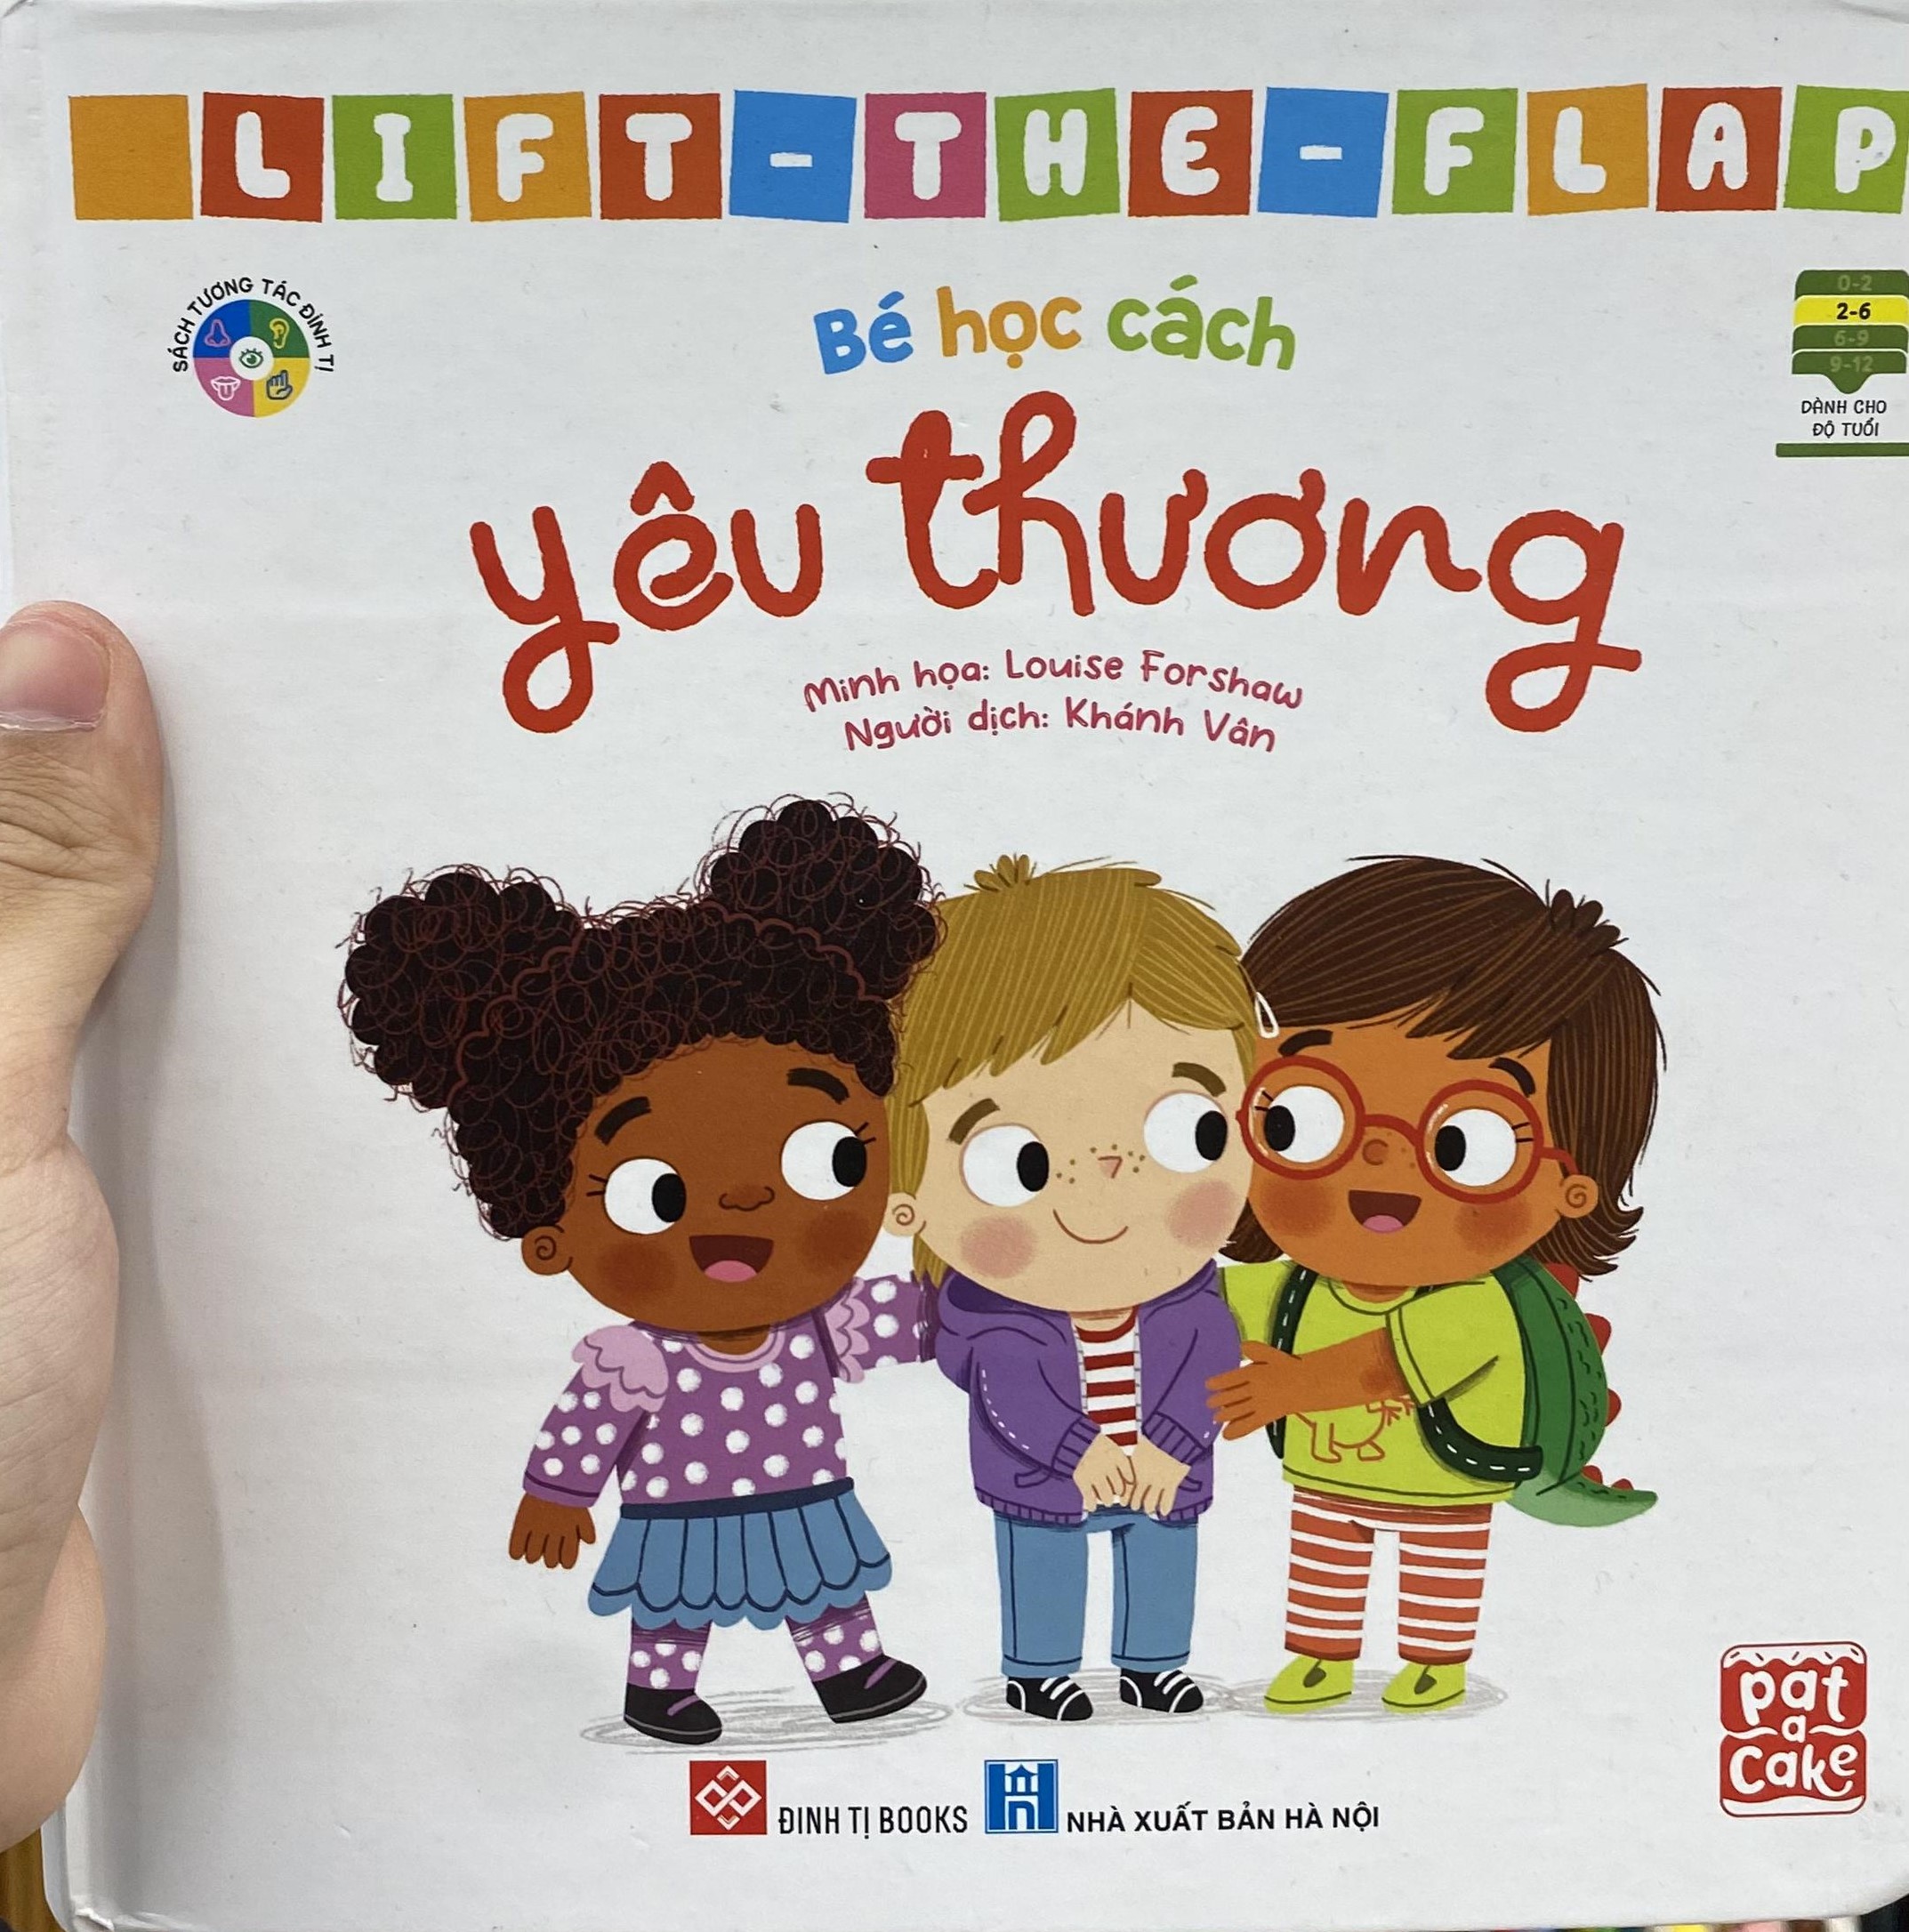 LIFT-THE-FLAP
SÁCH TƯƠNG TÁC ĐINH TỊ
0-2
2-6
6-9
9-12
DÀNH CHO
ĐỘ TUỔI
Bé học cách
yêu thương
Minh họa: Louise Forshaw
Người dịch: Khánh Vân
pat
a
cake
ĐINH TỊ BOOKS
NHÀ XUẤT BẢN HÀ NỘI